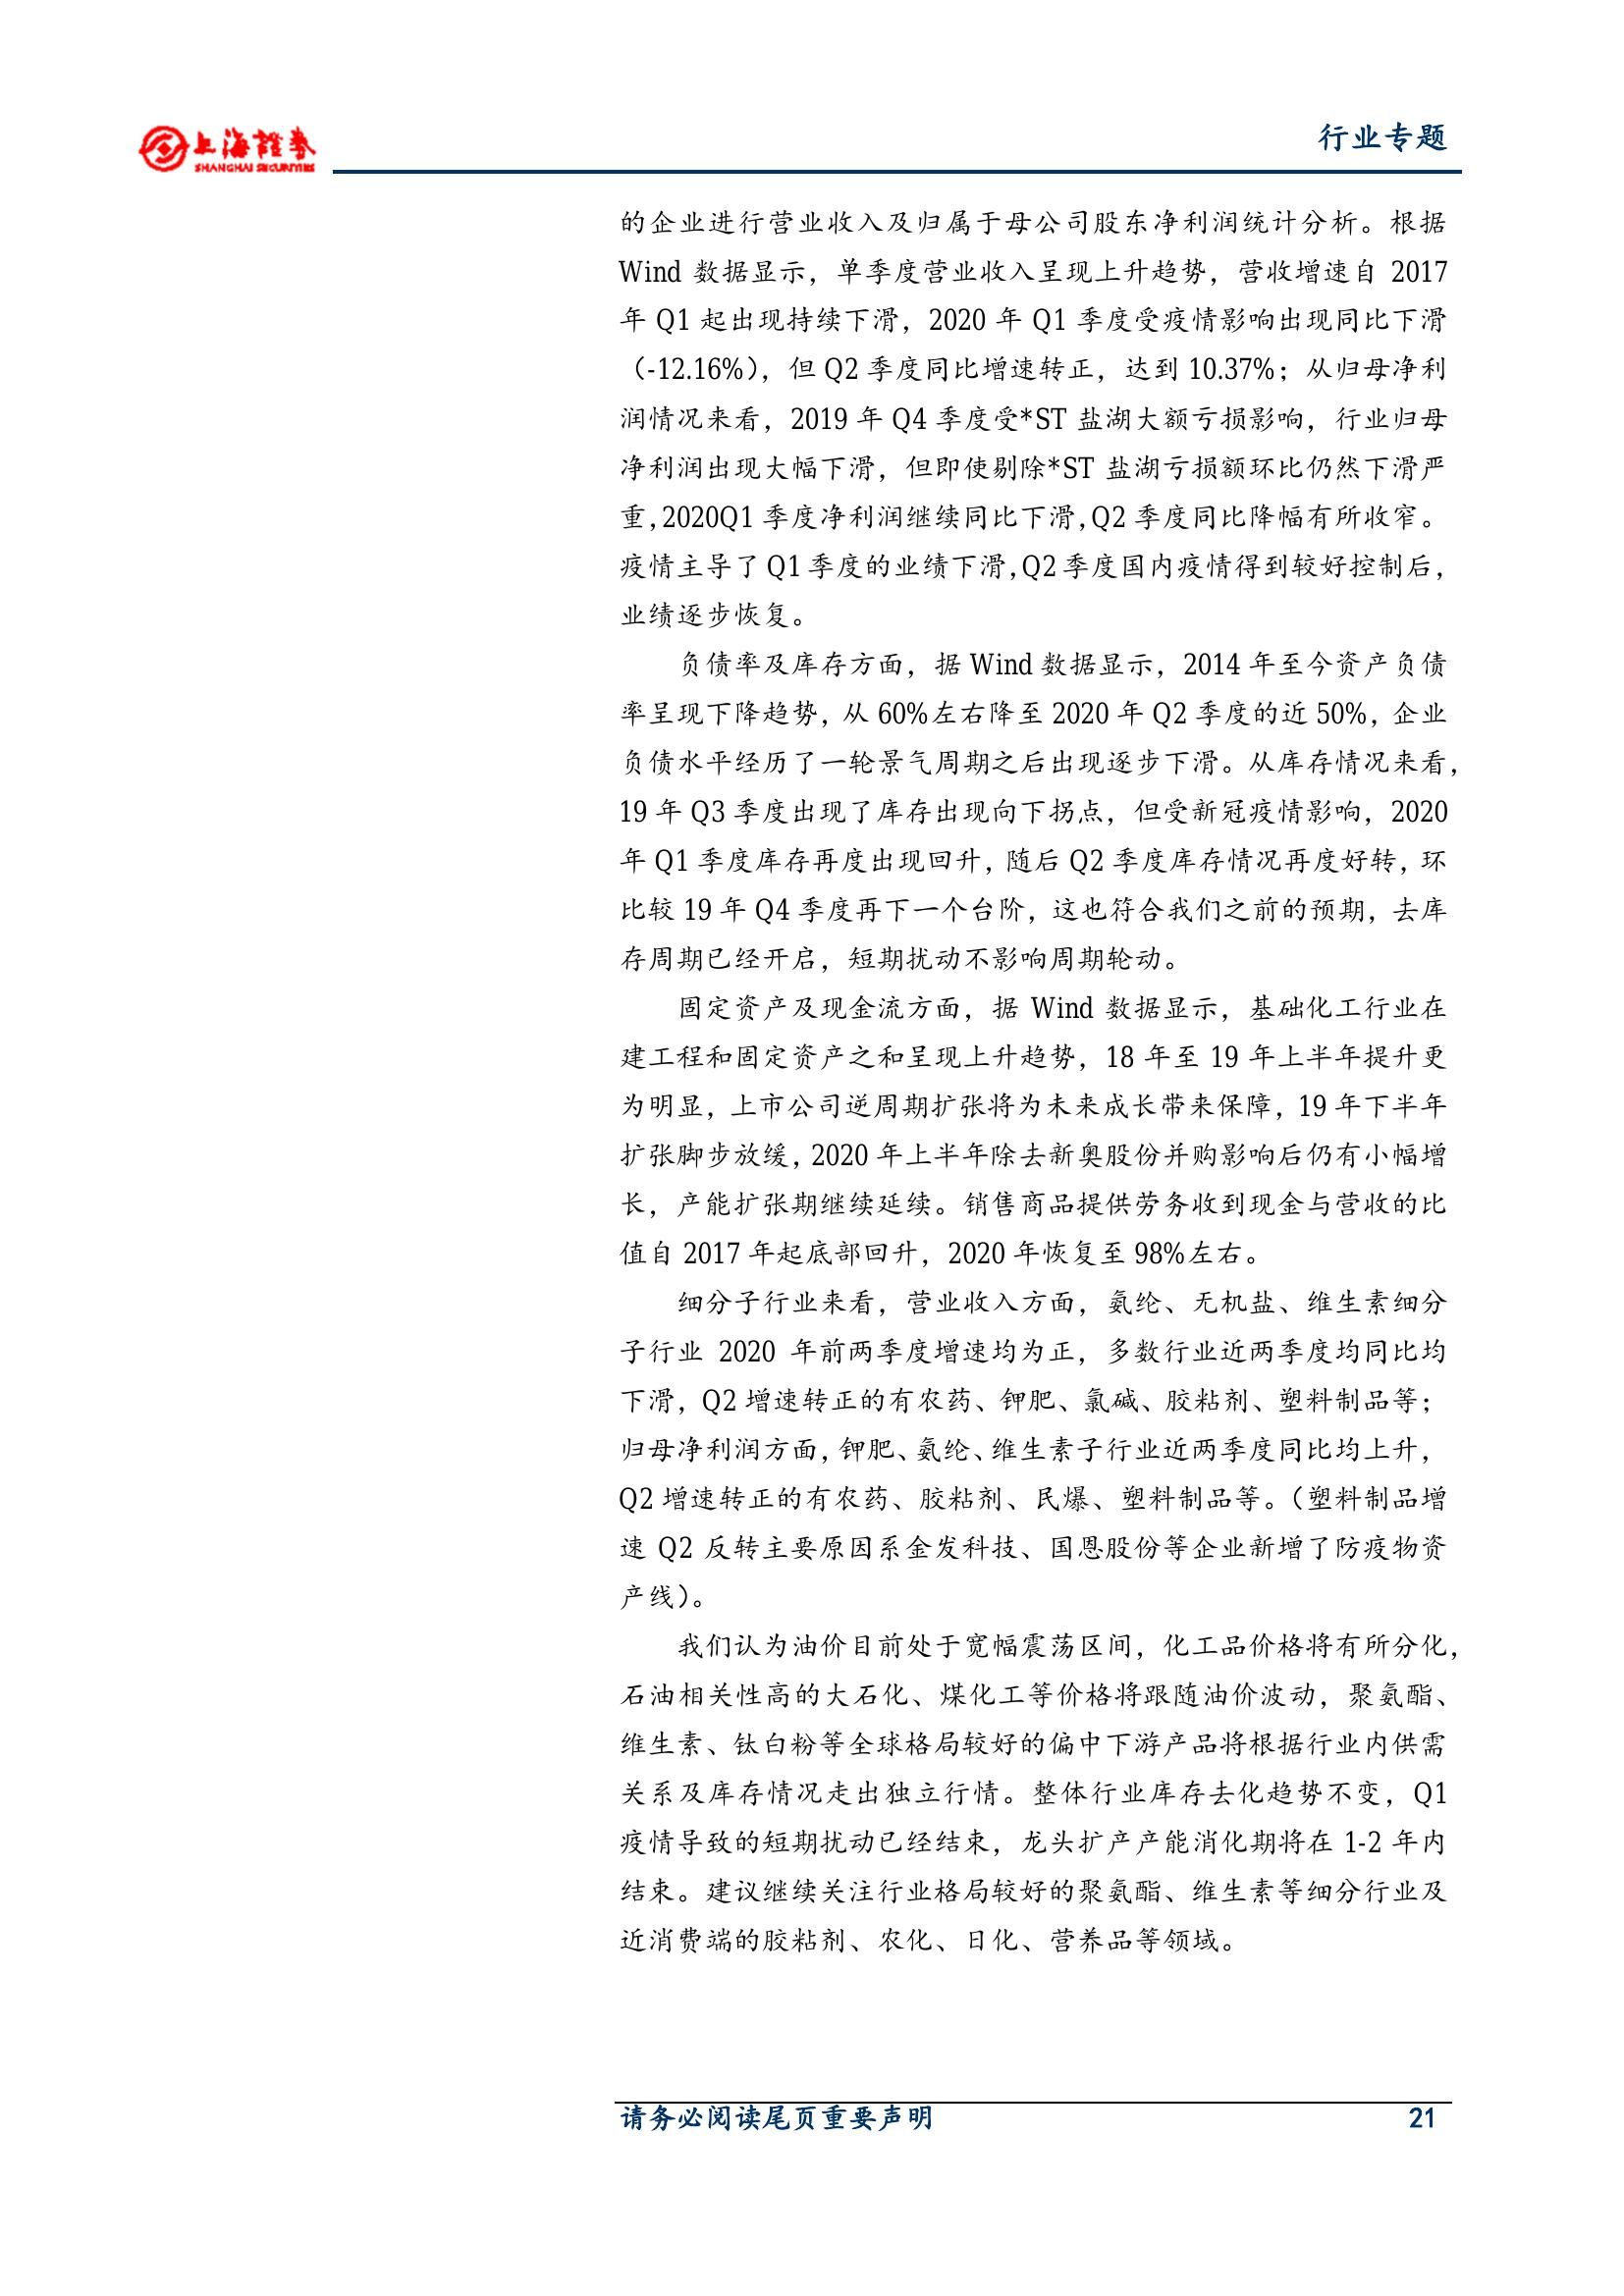 上海證券
SHANGHAI SECURITIES
行业专题
的企业进行营业收入及归属于母公司股东净利润统计分析。根据
Wind 数据显示，单季度营业收入呈现上升趋势，营收增速自 2017
年 Q1 起出现持续下滑，2020 年 Q1 季度受疫情影响出现同比下滑
（-12.16%），但 Q2 季度同比增速转正，达到 10.37%；从归母净利
润情况来看，2019 年 Q4 季度受*ST 盐湖大额亏损影响，行业归母
净利润出现大幅下滑，但即使剔除*ST 盐湖亏损额环比仍然下滑严
重，2020Q1 季度净利润继续同比下滑，Q2 季度同比降幅有所收窄。
疫情主导了 Q1 季度的业绩下滑，Q2 季度国内疫情得到较好控制后，
业绩逐步恢复。
负债率及库存方面，据 Wind 数据显示，2014 年至今资产负债
率呈现下降趋势，从 60%左右降至 2020 年 Q2 季度的近 50%，企业
负债水平经历了一轮景气周期之后出现逐步下滑。从库存情况来看，
19 年 Q3 季度出现了库存出现向下拐点，但受新冠疫情影响，2020
年 Q1 季度库存再度出现回升，随后 Q2 季度库存情况再度好转，环
比较 19 年 Q4 季度再下一个台阶，这也符合我们之前的预期，去库
存周期已经开启，短期扰动不影响周期轮动。
固定资产及现金流方面，据 Wind 数据显示，基础化工行业在
建工程和固定资产之和呈现上升趋势，18 年至 19 年上半年提升更
为明显，上市公司逆周期扩张将为未来成长带来保障，19 年下半年
扩张脚步放缓，2020 年上半年除去新奥股份并购影响后仍有小幅增
长，产能扩张期继续延续。销售商品提供劳务收到现金与营收的比
值自 2017 年起底部回升，2020 年恢复至 98%左右。
细分子行业来看，营业收入方面，氨纶、无机盐、维生素细分
子行业 2020 年前两季度增速均为正，多数行业近两季度均同比均
下滑，Q2 增速转正的有农药、钾肥、氯碱、胶粘剂、塑料制品等；
归母净利润方面，钾肥、氨纶、维生素子行业近两季度同比均上升，
Q2 增速转正的有农药、胶粘剂、民爆、塑料制品等。（塑料制品增
速 Q2 反转主要原因系金发科技、国恩股份等企业新增了防疫物资
产线）。
我们认为油价目前处于宽幅震荡区间，化工品价格将有所分化，
石油相关性高的大石化、煤化工等价格将跟随油价波动，聚氨酯、
维生素、钛白粉等全球格局较好的偏中下游产品将根据行业内供需
关系及库存情况走出独立行情。整体行业库存去化趋势不变，Q1
疫情导致的短期扰动已经结束，龙头扩产产能消化期将在 1-2 年内
结束。建议继续关注行业格局较好的聚氨酯、维生素等细分行业及
近消费端的胶粘剂、农化、日化、营养品等领域。
请务必阅读尾页重要声明
21